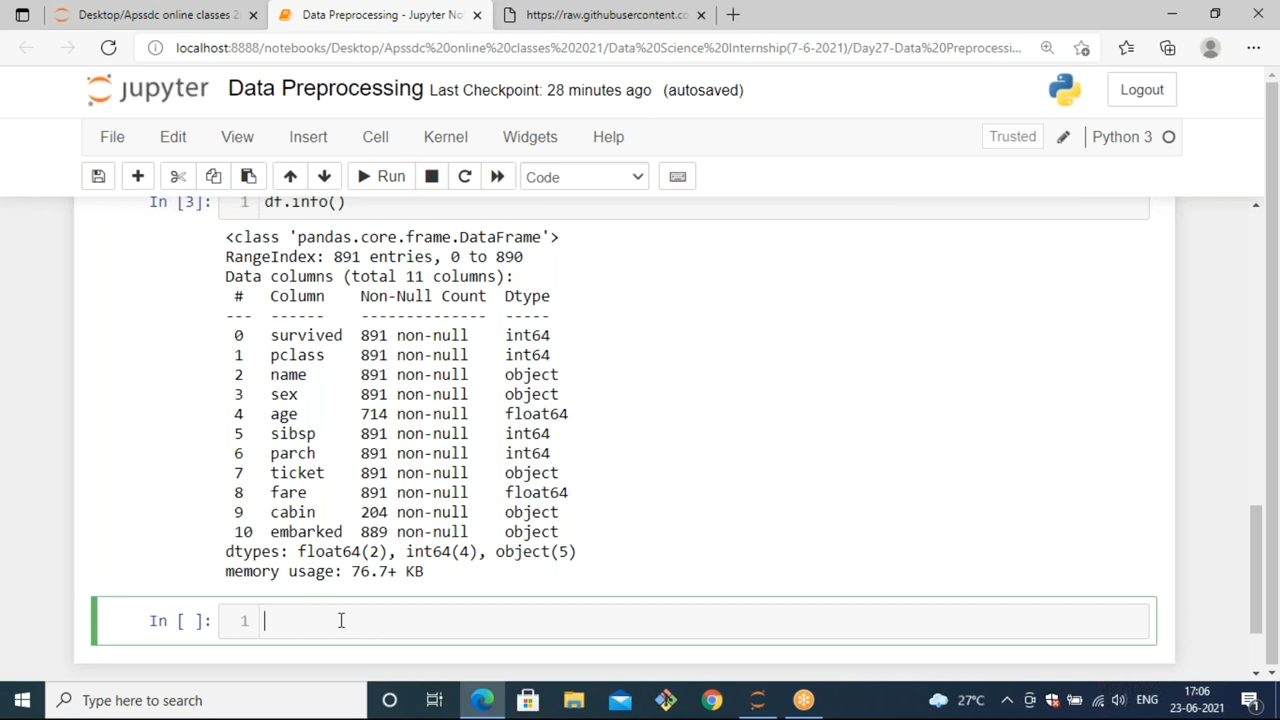 Desktop/Apssdc online classes 2
Data Preprocessing - Jupyter No
https://raw.githubusercontent.co
localhost:8888/notebooks/Desktop/Apssdc%20online%20classes%202021/Data%20Science%20Internship(7-6-2021)/Day27-Data%20Preprocessi...
jupyter Data Preprocessing Last Checkpoint: 28 minutes ago (autosaved)
Logout
File Edit View Insert Cell Kernel Widgets Help
Trusted Python 3
Run Code
In [3]: 1 df.info()
<class 'pandas.core.frame.DataFrame'>
RangeIndex: 891 entries, 0 to 890
Data columns (total 11 columns):
# Column Non-Null Count Dtype
--- ------ -------------- -----
0 survived 891 non-null int64
1 pclass 891 non-null int64
2 name 891 non-null object
3 sex 891 non-null object
4 age 714 non-null float64
5 sibsp 891 non-null int64
6 parch 891 non-null int64
7 ticket 891 non-null object
8 fare 891 non-null float64
9 cabin 204 non-null object
10 embarked 889 non-null object
dtypes: float64(2), int64(4), object(5)
memory usage: 76.7+ KB
In [ ]: 1
Type here to search
27°C
ENG
17:06
23-06-2021
1